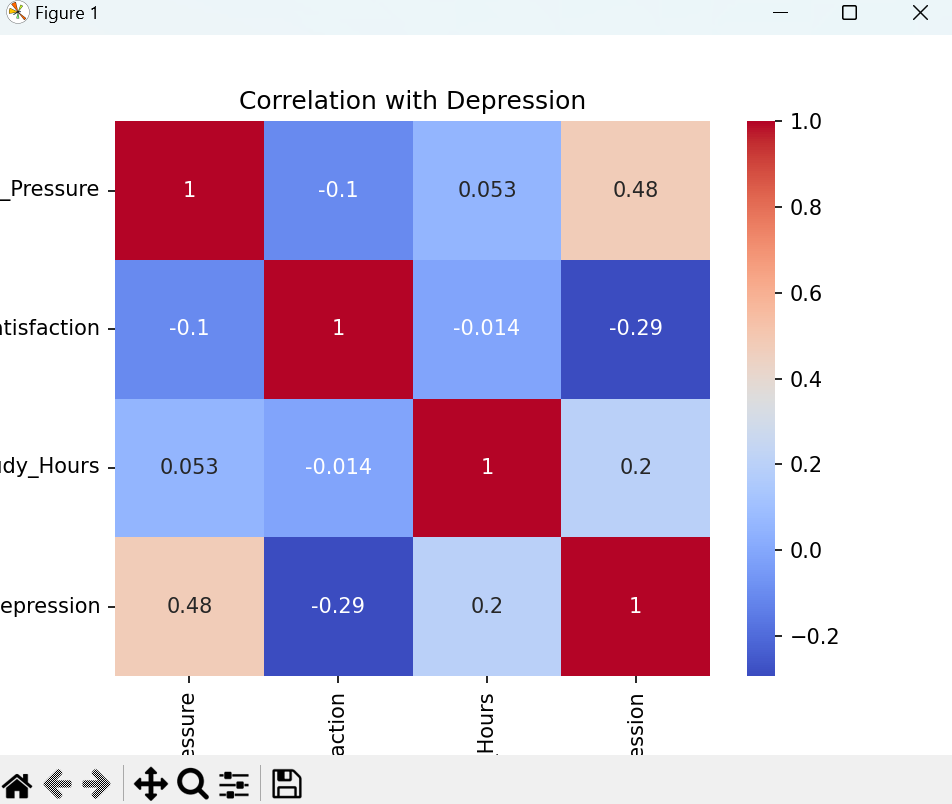 Figure 1
Correlation with Depression
_Pressure 1 -0.1 0.053 0.48
tisfaction -0.1 1 -0.014 -0.29
dy_Hours 0.053 -0.014 1 0.2
epression 0.48 -0.29 0.2 1
essure
action
Hours
ession
1.0
0.8
0.6
0.4
0.2
0.0
−0.2